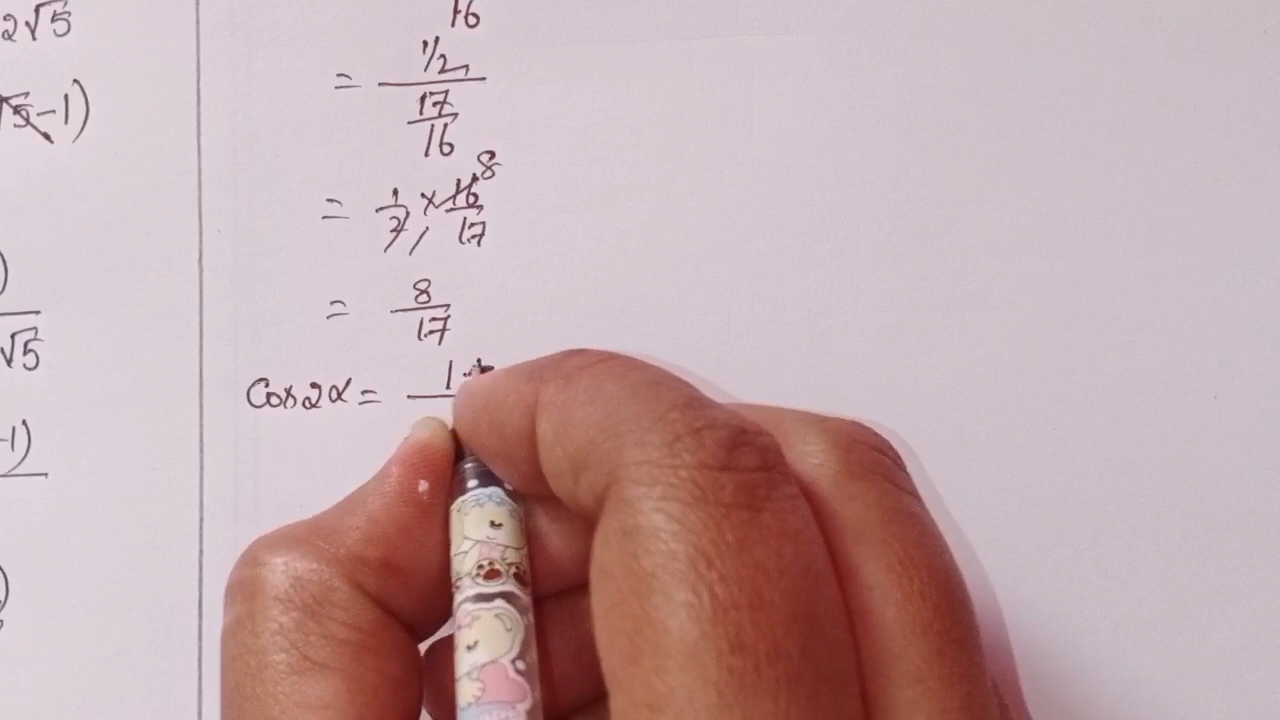 2√5
√5-1)
)
√5
-1)
)
16
= 1/2 / 17/16
= 1/2 × 16/17 8
= 8/17
Cos2α = 1